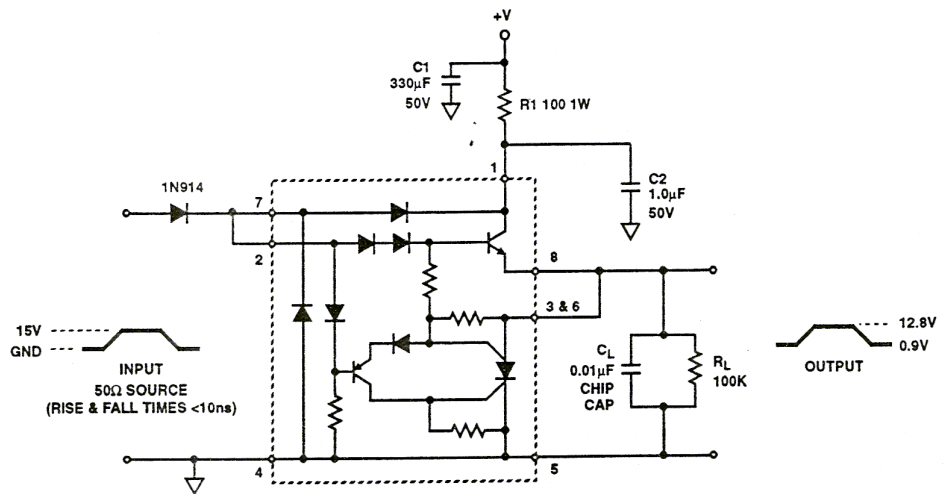 +V
C1
330µF
50V
R1 100 1W
1
C2
1.0µF
50V
1N914
7
2
8
3 & 6
15V
GND
INPUT
50Ω SOURCE
(RISE & FALL TIMES <10ns)
CL
0.01µF
CHIP
CAP
RL
100K
12.8V
0.9V
OUTPUT
4
5